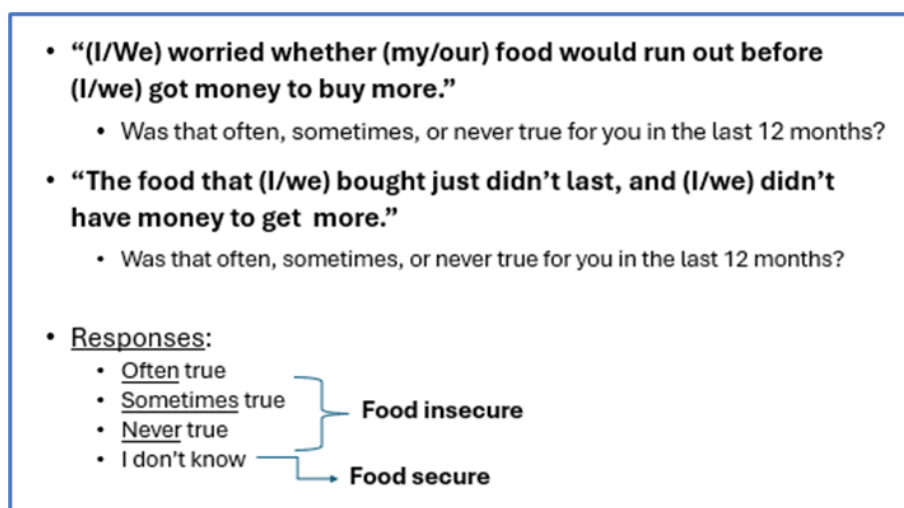 • “(I/We) worried whether (my/our) food would run out before
(I/we) got money to buy more.”
• Was that often, sometimes, or never true for you in the last 12 months?
• “The food that (I/we) bought just didn’t last, and (I/we) didn’t
have money to get more.”
• Was that often, sometimes, or never true for you in the last 12 months?
• Responses:
• Often true
• Sometimes true
• Never true
• I don’t know
Food insecure
Food secure